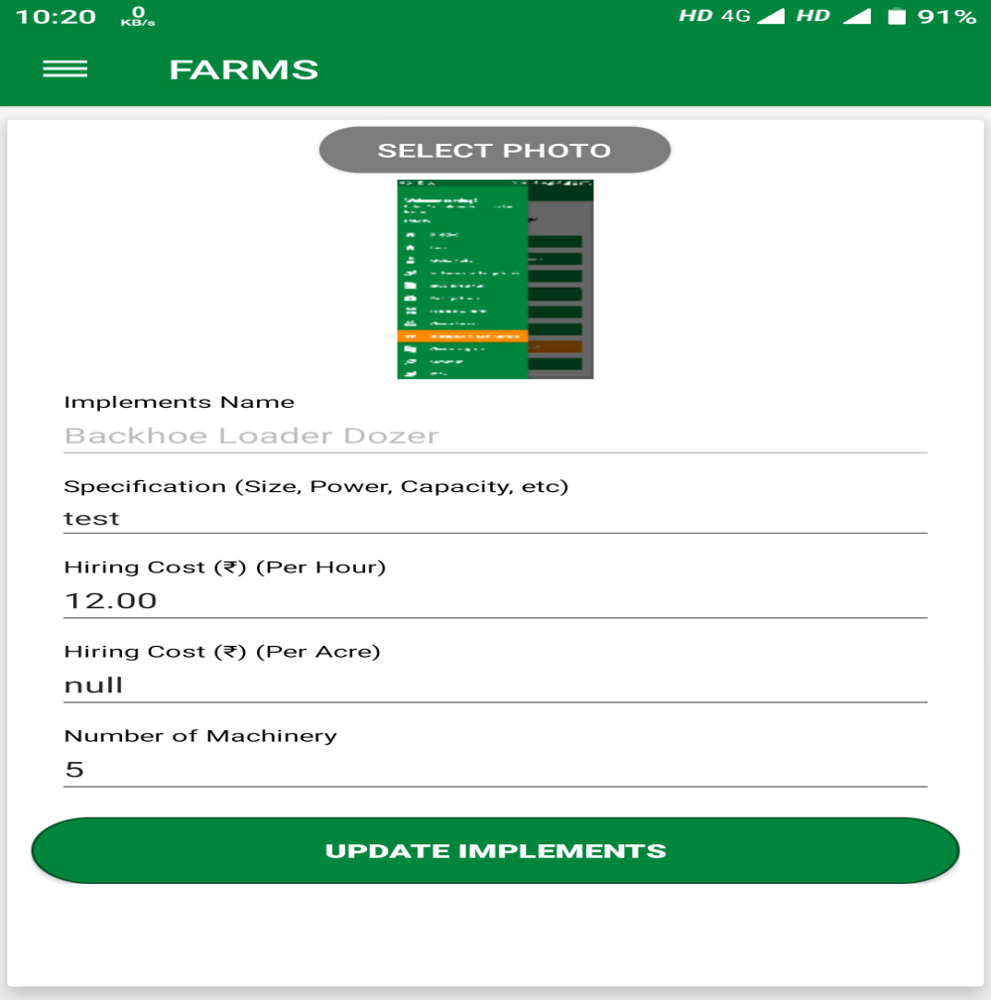 10:20 0 KB/s HD 4G HD 91%
FARMS
SELECT PHOTO
Implements Name
Backhoe Loader Dozer
Specification (Size, Power, Capacity, etc)
test
Hiring Cost (₹) (Per Hour)
12.00
Hiring Cost (₹) (Per Acre)
null
Number of Machinery
5
UPDATE IMPLEMENTS